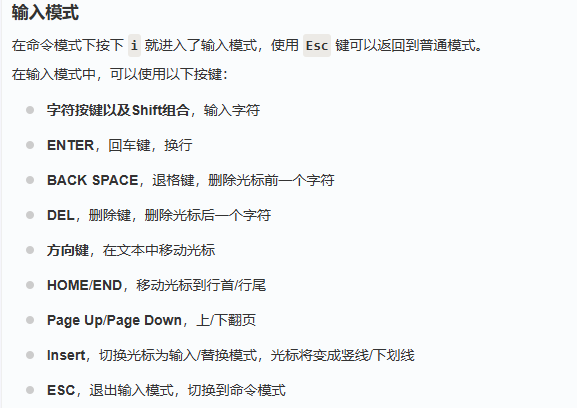 输入模式
在命令模式下按下 i 就进入了输入模式，使用 Esc 键可以返回到普通模式。
在输入模式中，可以使用以下按键：
字符按键以及Shift组合，输入字符
ENTER，回车键，换行
BACK SPACE，退格键，删除光标前一个字符
DEL，删除键，删除光标后一个字符
方向键，在文本中移动光标
HOME/END，移动光标到行首/行尾
Page Up/Page Down，上/下翻页
Insert，切换光标为输入/替换模式，光标将变成竖线/下划线
ESC，退出输入模式，切换到命令模式